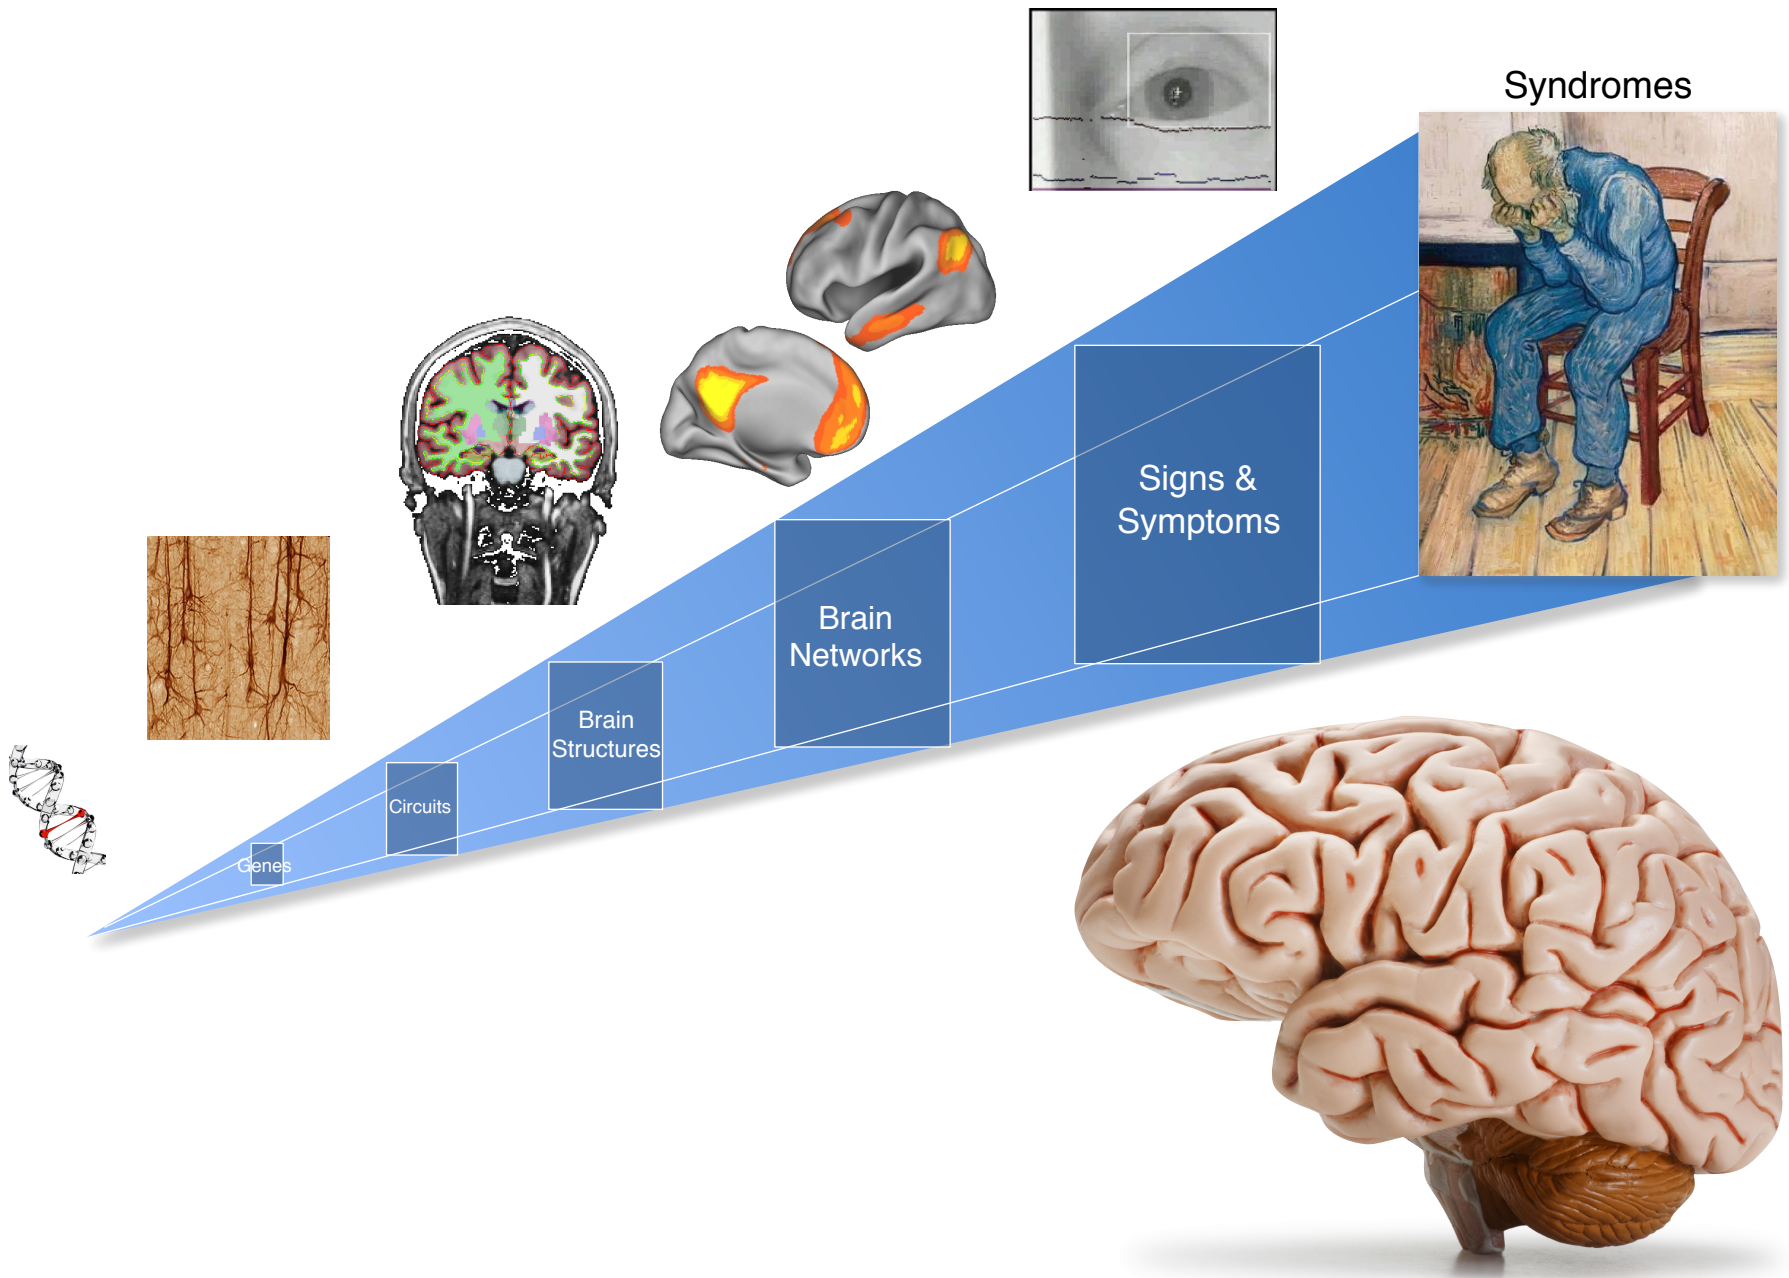 Syndromes
Signs &
Symptoms
Brain
Networks
Brain
Structures
Circuits
Genes